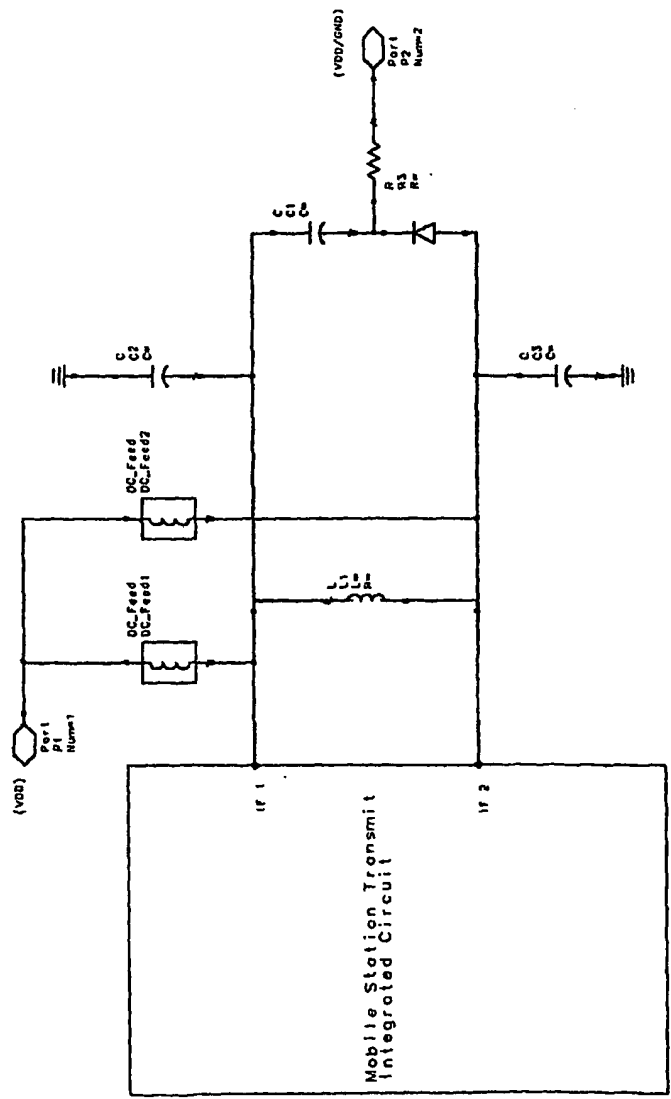 (VDD)
Port
P1
Num=1
DC_Feed
DC_Feed1
DC_Feed
DC_Feed2
C
C2
C=
(VDD/GND)
Port
P2
Num=2
C
C1
C=
R
R3
R=
IF 1
L
L1
L=
R=
Mobile Station Transmit
Integrated Circuit
IF 2
C
C3
C=